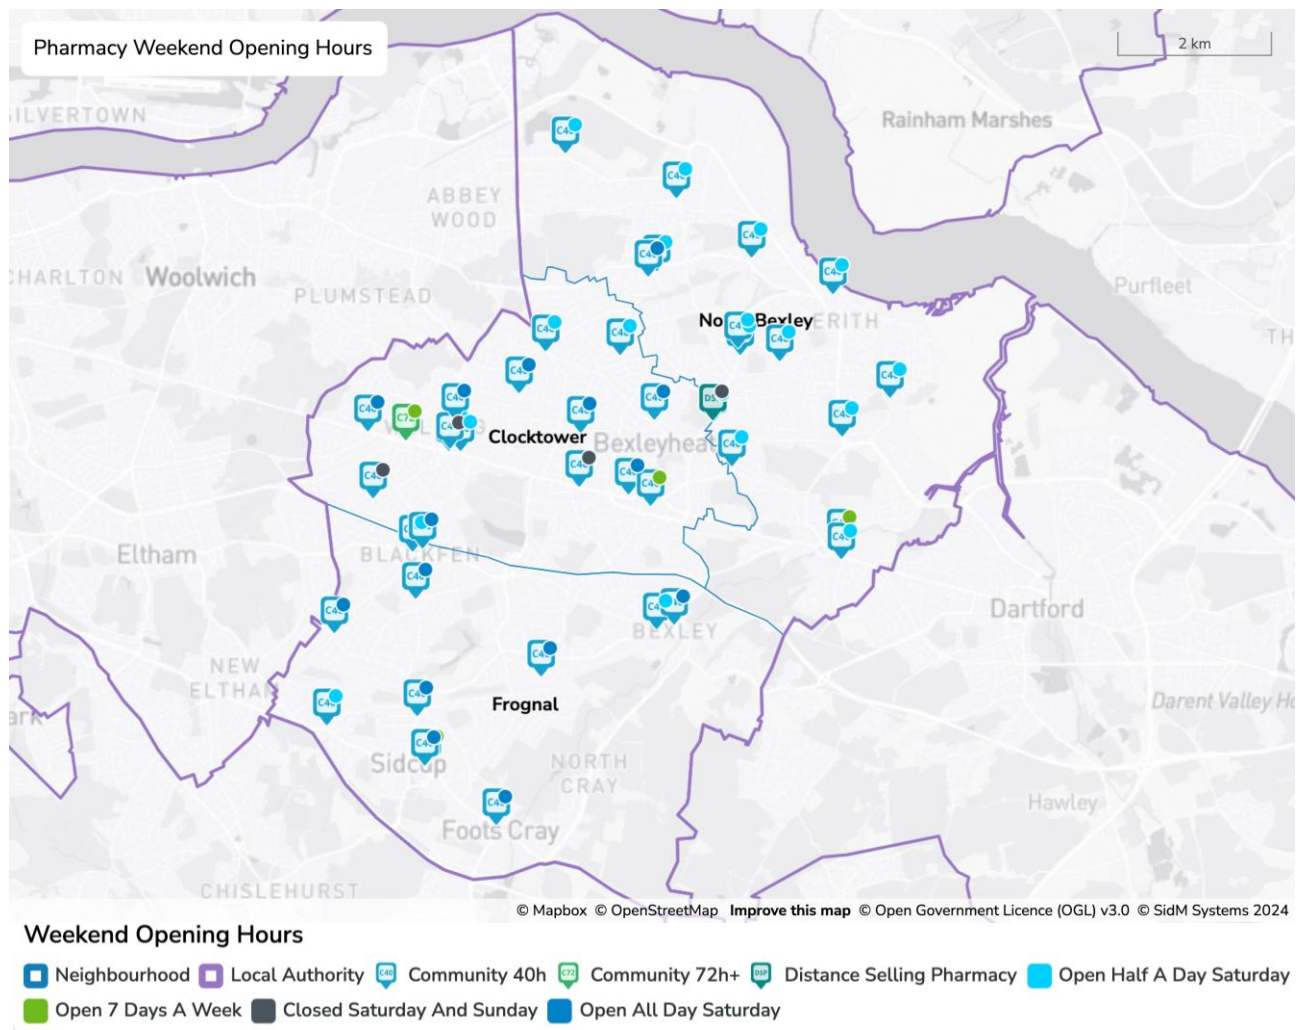 Pharmacy Weekend Opening Hours
2 km
Rainham Marshes
ABBEY
WOOD
Woolwich
PLUMSTEAD
Purfleet
ERITH
Clocktower
Eltham
BLACKFEN
Dartford
BEXLEY
NEW
Darent Valley
Frognal
Sidcup
NORTH
CRAY
Hawley
Foots Cray
CHISLEHURST
© Mapbox © OpenStreetMap Improve this map © Open Government Licence (OGL) v3.0 © SidM Systems 2024
Weekend Opening Hours
Neighbourhood Local Authority C40 Community 40h C72 Community 72h+ DSP Distance Selling Pharmacy Open Half A Day Saturday
Open 7 Days A Week Closed Saturday And Sunday Open All Day Saturday